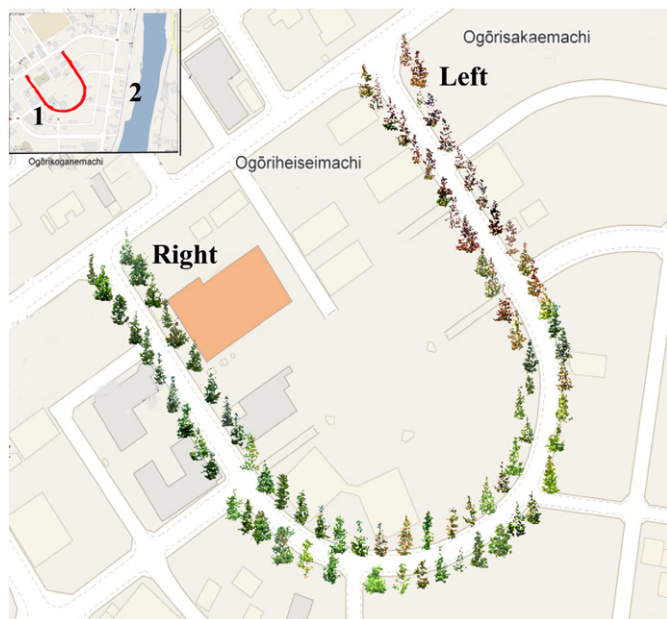 Ogōrisakaemachi
Left
2
1
Ogōrikoganemachi
Ogōriheiseimachi
Right